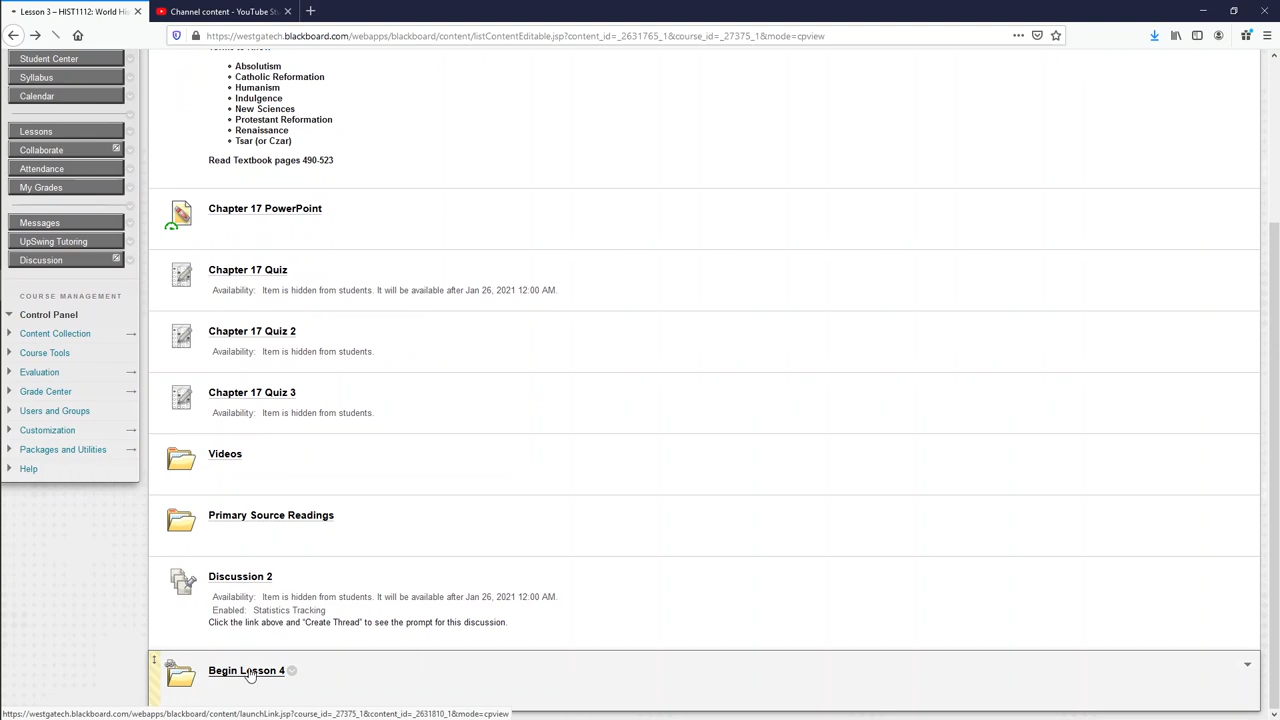 Lesson 3 – HIST1112: World His
Channel content - YouTube St
https://westgatech.blackboard.com/webapps/blackboard/content/listContentEditable.jsp?content_id=_2631765_1&course_id=_27375_1&mode=cpview
Student Center
Syllabus
Calendar
Lessons
Collaborate
Attendance
My Grades
Messages
UpSwing Tutoring
Discussion
COURSE MANAGEMENT
Control Panel
Content Collection
Course Tools
Evaluation
Grade Center
Users and Groups
Customization
Packages and Utilities
Help
Absolutism
Catholic Reformation
Humanism
Indulgence
New Sciences
Protestant Reformation
Renaissance
Tsar (or Czar)
Read Textbook pages 490-523
Chapter 17 PowerPoint
Chapter 17 Quiz
Availability: Item is hidden from students. It will be available after Jan 26, 2021 12:00 AM.
Chapter 17 Quiz 2
Availability: Item is hidden from students.
Chapter 17 Quiz 3
Availability: Item is hidden from students.
Videos
Primary Source Readings
Discussion 2
Availability: Item is hidden from students. It will be available after Jan 26, 2021 12:00 AM.
Enabled: Statistics Tracking
Click the link above and “Create Thread” to see the prompt for this discussion.
Begin Lesson 4
https://westgatech.blackboard.com/webapps/blackboard/content/launchLink.jsp?course_id=_27375_1&content_id=_2631810_1&mode=cpview